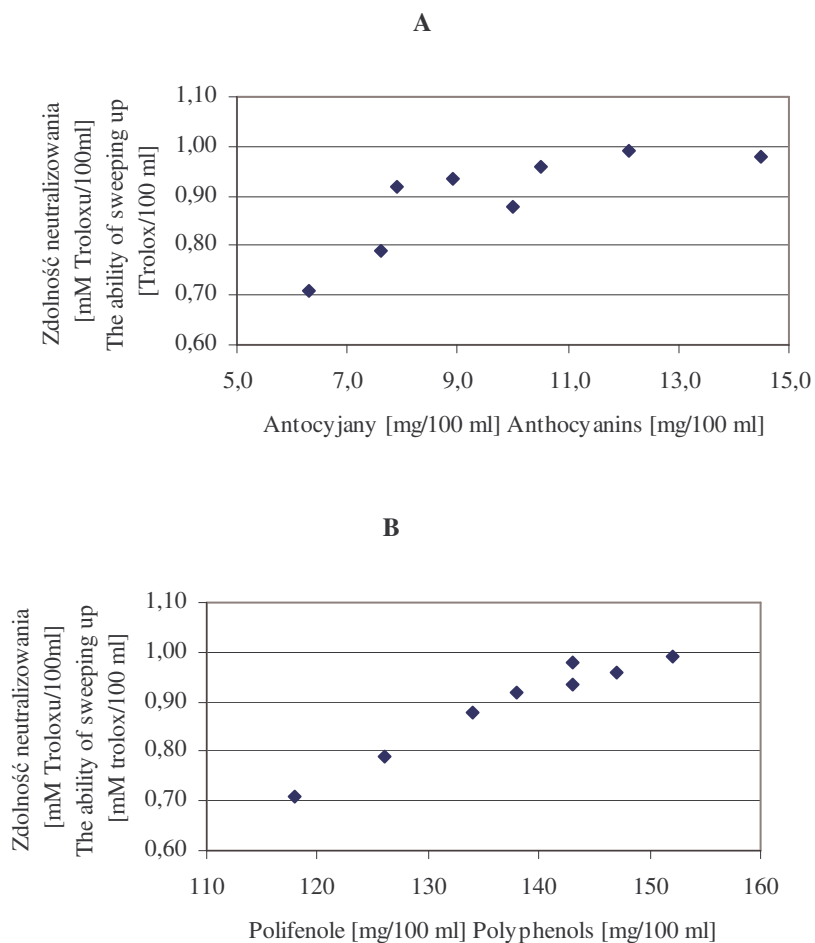 A
Zdolność neutralizowania
[mM Troloxu/100ml]
The ability of sweeping up
[Trolox/100 ml]
1,10
1,00
0,90
0,80
0,70
0,60
5,0 7,0 9,0 11,0 13,0 15,0
Antocyjany [mg/100 ml] Anthocyanins [mg/100 ml]
B
Zdolność neutralizowania
[mM Troloxu/100ml]
The ability of sweeping up
[mM trolox/100 ml]
1,10
1,00
0,90
0,80
0,70
0,60
110 120 130 140 150 160
Polifenole [mg/100 ml] Polyphenols [mg/100 ml]